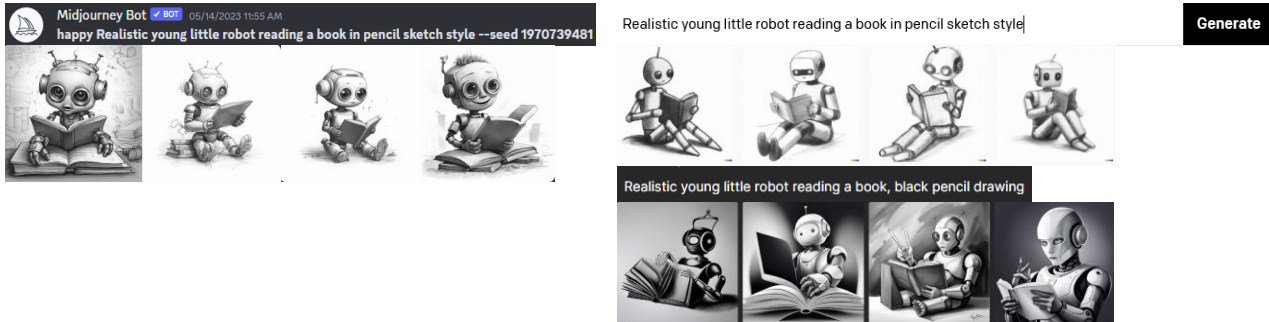 Midjourney Bot ✓ BOT 05/14/2023 11:55 AM
happy Realistic young little robot reading a book in pencil sketch style --seed 1970739481
Realistic young little robot reading a book in pencil sketch style
Generate
Realistic young little robot reading a book, black pencil drawing